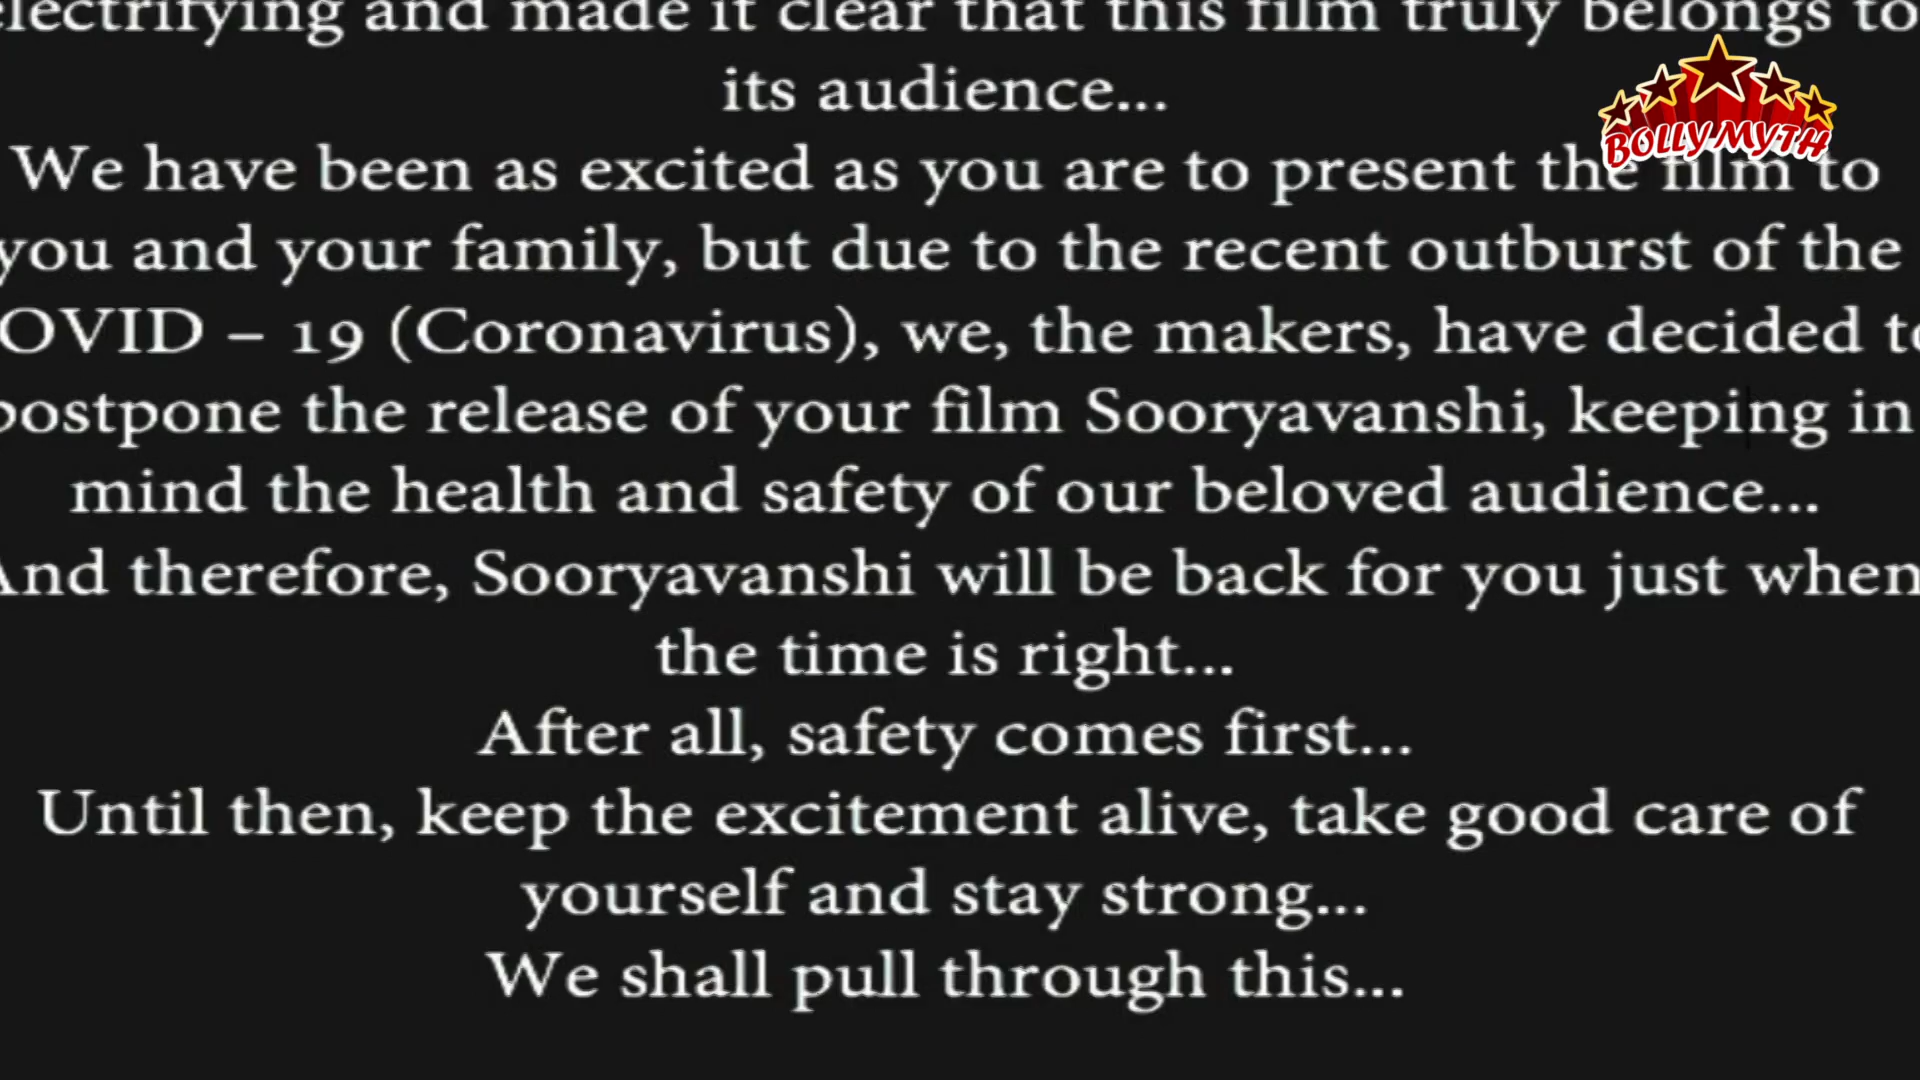 electrifying and made it clear that this film truly belongs to
its audience...
BOLLY MYTH
We have been as excited as you are to present the film to
you and your family, but due to the recent outburst of the
OVID – 19 (Coronavirus), we, the makers, have decided to
postpone the release of your film Sooryavanshi, keeping in
mind the health and safety of our beloved audience...
And therefore, Sooryavanshi will be back for you just when
the time is right...
After all, safety comes first...
Until then, keep the excitement alive, take good care of
yourself and stay strong...
We shall pull through this...